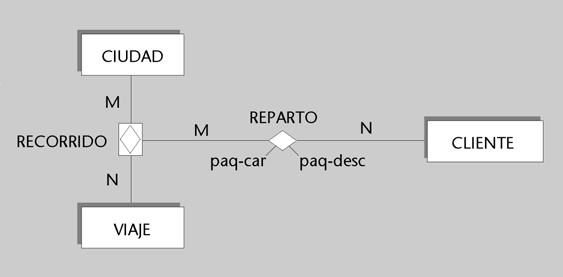 CIUDAD
M
REPARTO
M
N
RECORRIDO
CLIENTE
paq-car
paq-desc
N
VIAJE